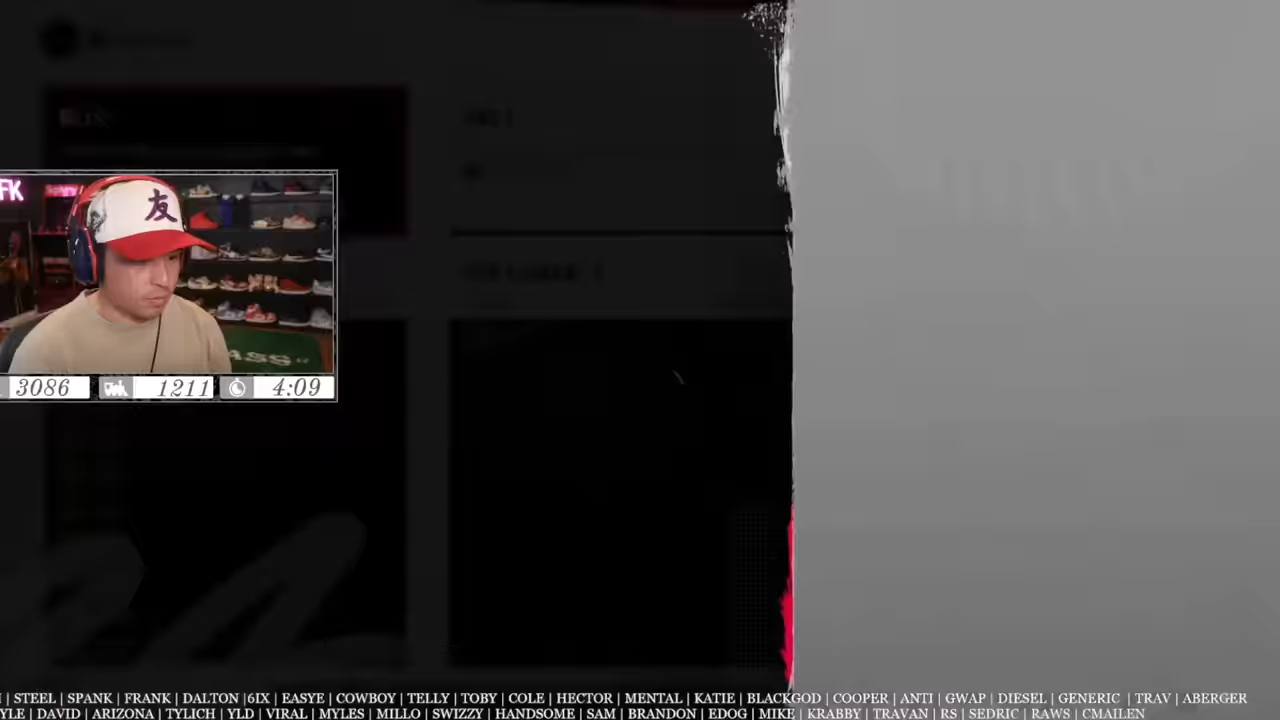 FK
友
ASS
3086 1211 4:09
| STEEL | SPANK | FRANK | DALTON |6IX | EASYE | COWBOY | TELLY | TOBY | COLE | HECTOR | MENTAL | KATIE | BLACKGOD | COOPER | ANTI | GWAP | DIESEL | GENERIC | TRAV | ABERGER
YLE | DAVID | ARIZONA | TYLICH | YLD | VIRAL | MYLES | MILLO | SWIZZY | HANDSOME | SAM | BRANDON | EDOG | MIKE | KRABBY | TRAVAN | RS | SEDRIC | RAWS | CMAILEN